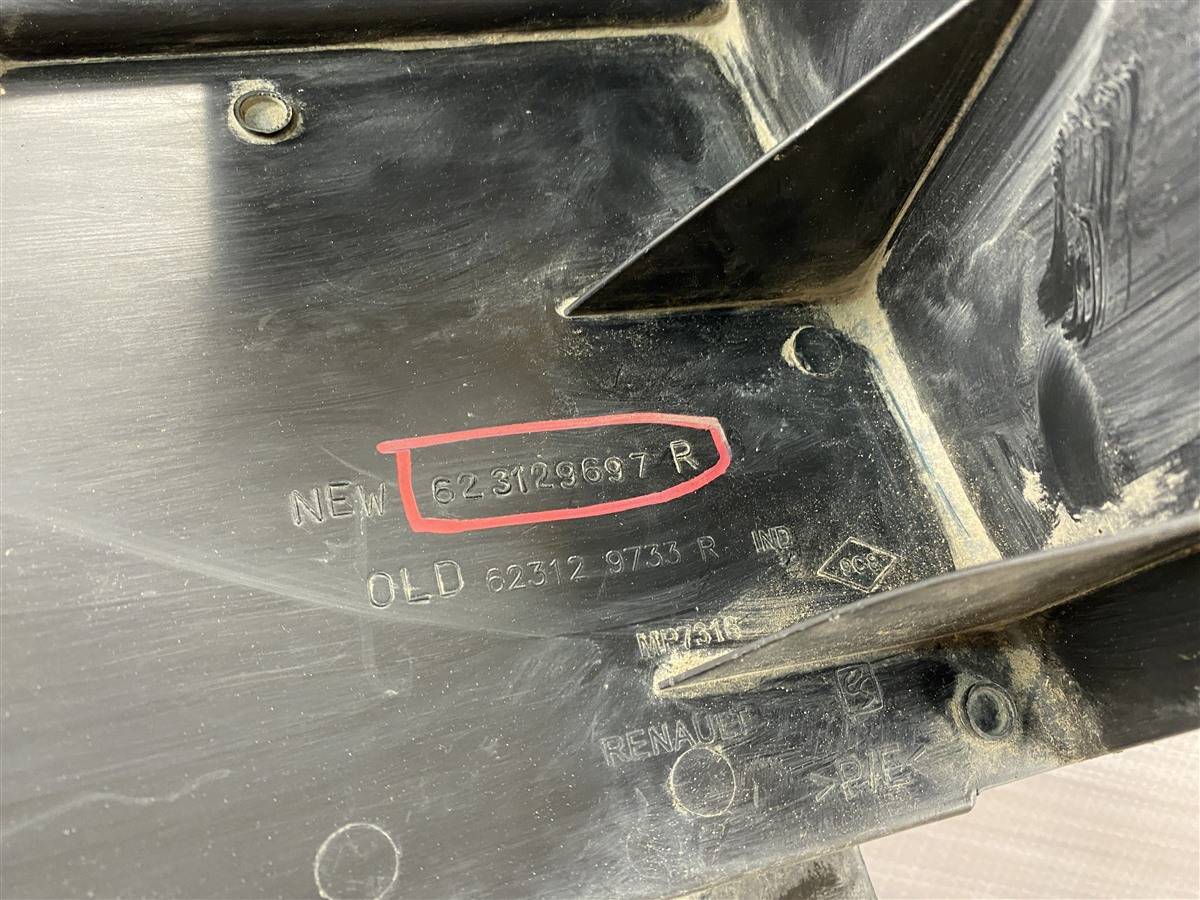 NEW 623129697 R
OLD 62312 9733 R IND
MP7316
RENAULT
>P/E<